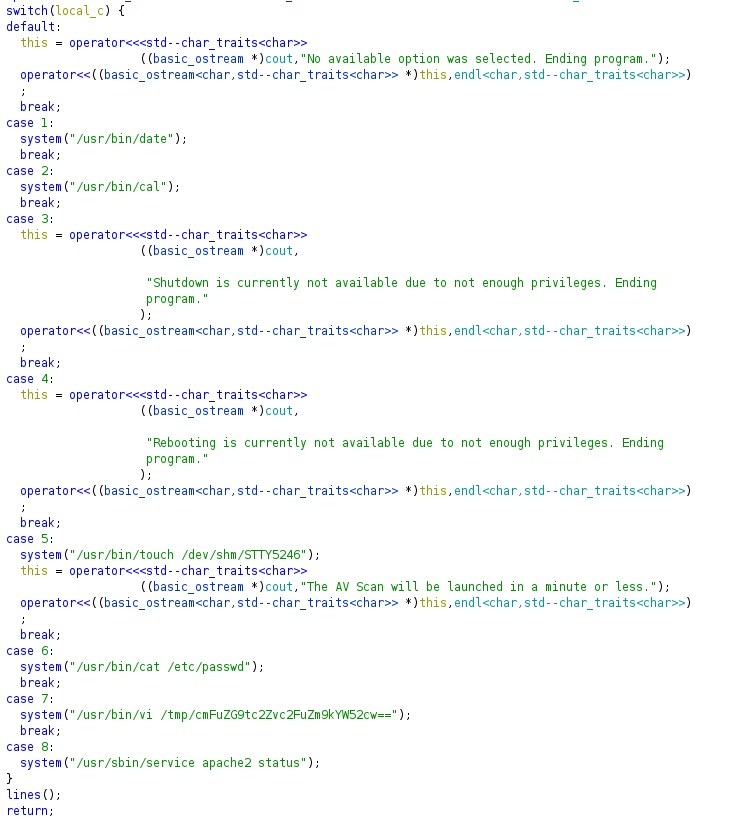 switch(local_c) {
default:
this = operator<<<std--char_traits<char>>
((basic_ostream *)cout,"No available option was selected. Ending program.");
operator<<((basic_ostream<char,std--char_traits<char>> *)this,endl<char,std--char_traits<char>>)
;
break;
case 1:
system("/usr/bin/date");
break;
case 2:
system("/usr/bin/cal");
break;
case 3:
this = operator<<<std--char_traits<char>>
((basic_ostream *)cout,
"Shutdown is currently not available due to not enough privileges. Ending
program."
);
operator<<((basic_ostream<char,std--char_traits<char>> *)this,endl<char,std--char_traits<char>>)
;
break;
case 4:
this = operator<<<std--char_traits<char>>
((basic_ostream *)cout,
"Rebooting is currently not available due to not enough privileges. Ending
program."
);
operator<<((basic_ostream<char,std--char_traits<char>> *)this,endl<char,std--char_traits<char>>)
;
break;
case 5:
system("/usr/bin/touch /dev/shm/STTY5246");
this = operator<<<std--char_traits<char>>
((basic_ostream *)cout,"The AV Scan will be launched in a minute or less.");
operator<<((basic_ostream<char,std--char_traits<char>> *)this,endl<char,std--char_traits<char>>)
;
break;
case 6:
system("/usr/bin/cat /etc/passwd");
break;
case 7:
system("/usr/bin/vi /tmp/cmFuZG9tc2Zvc2FuZm9kYW52cw==");
break;
case 8:
system("/usr/sbin/service apache2 status");
}
lines();
return;